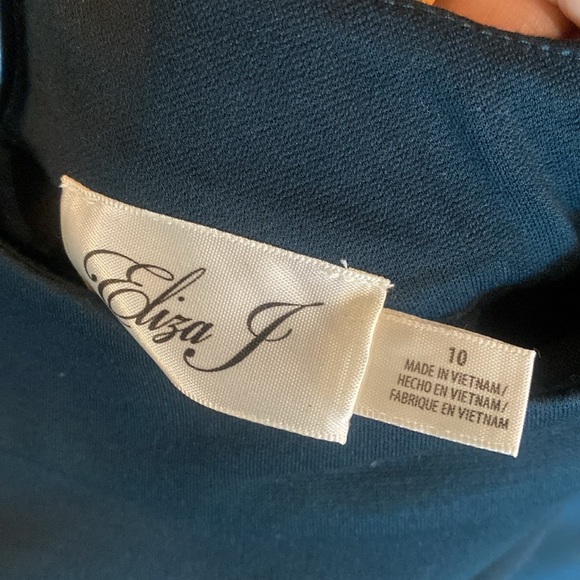 Eliza J
10
MADE IN VIETNAM/
HECHO EN VIETNAM/
FABRIQUE EN VIETNAM